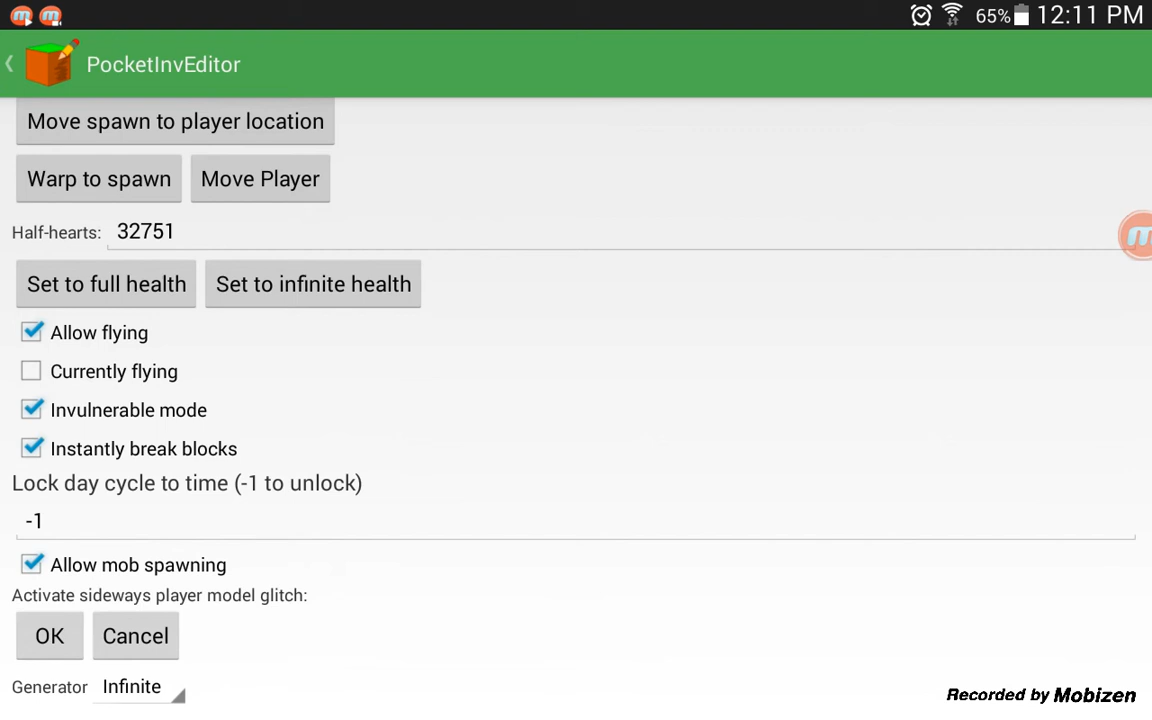 65% 12:11 PM
PocketInvEditor
Move spawn to player location
Warp to spawn Move Player
Half-hearts: 32751
Set to full health Set to infinite health
Allow flying
Currently flying
Invulnerable mode
Instantly break blocks
Lock day cycle to time (-1 to unlock)
-1
Allow mob spawning
Activate sideways player model glitch:
OK Cancel
Generator Infinite
Recorded by Mobizen